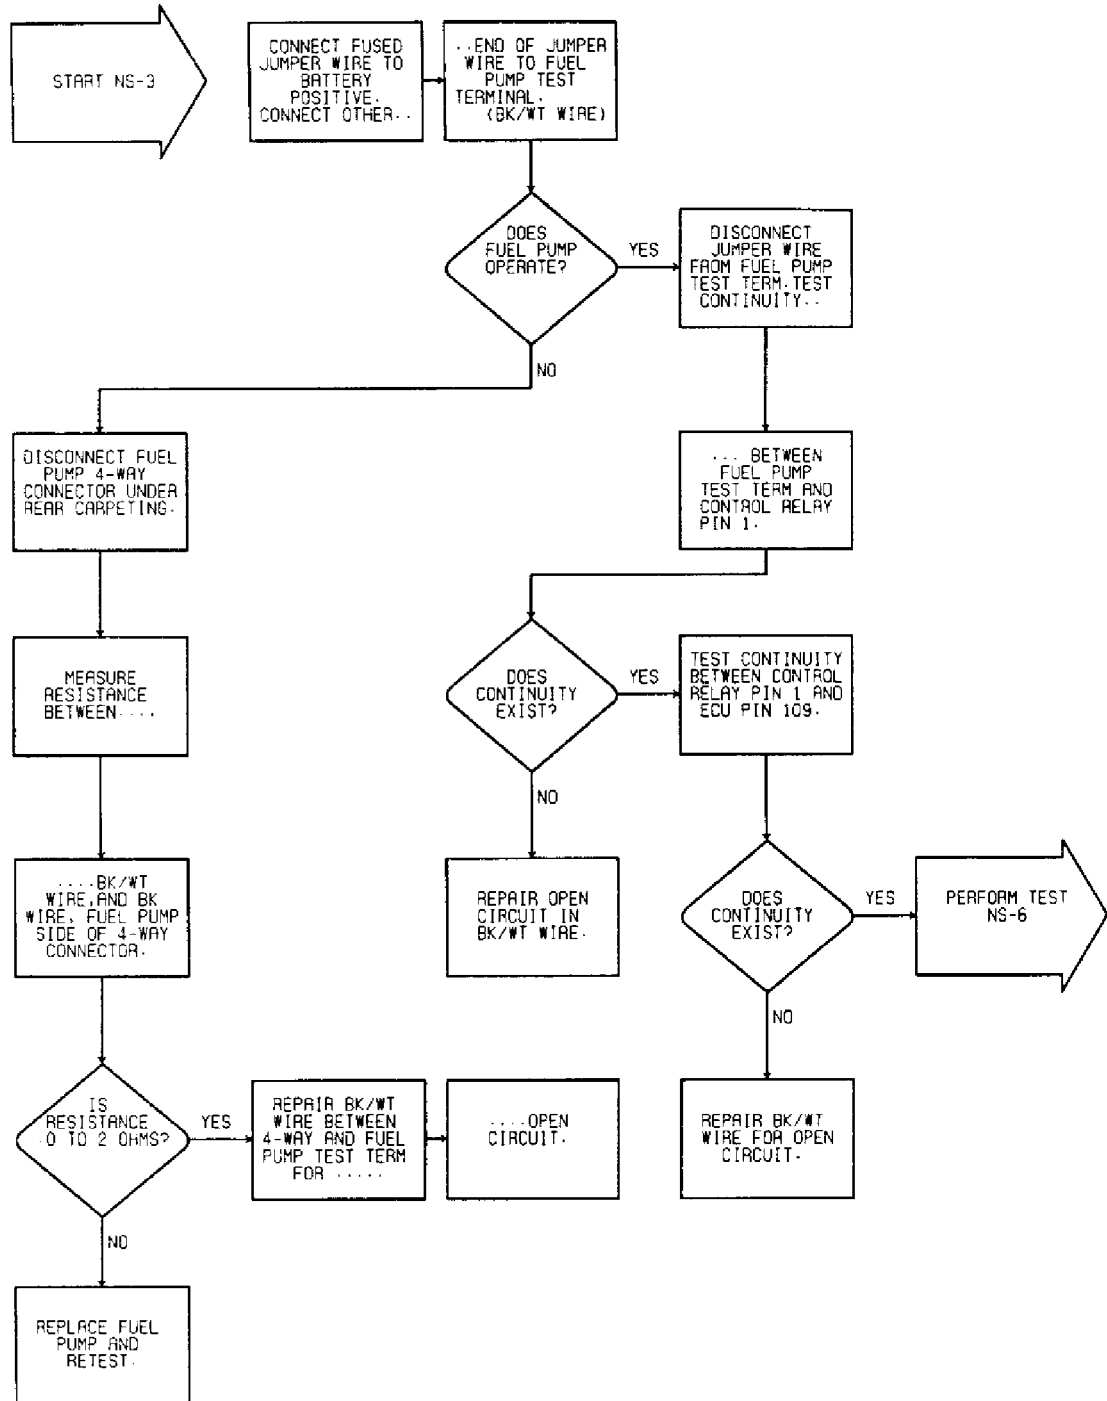 START NS-3
CONNECT FUSED
JUMPER WIRE TO
BATTERY
POSITIVE.
CONNECT OTHER..
..END OF JUMPER
WIRE TO FUEL
PUMP TEST
TERMINAL.
(BK/WT WIRE)
DOES
FUEL PUMP
OPERATE?
YES
DISCONNECT
JUMPER WIRE
FROM FUEL PUMP
TEST TERM.TEST
CONTINUITY..
NO
DISCONNECT FUEL
PUMP 4-WAY
CONNECTOR UNDER
REAR CARPETING.
... BETWEEN
FUEL PUMP
TEST TERM AND
CONTROL RELAY
PIN 1.
MEASURE
RESISTANCE
BETWEEN....
DOES
CONTINUITY
EXIST?
YES
TEST CONTINUITY
BETWEEN CONTROL
RELAY PIN 1 AND
ECU PIN 109.
NO
....BK/WT
WIRE,AND BK
WIRE, FUEL PUMP
SIDE OF 4-WAY
CONNECTOR.
REPAIR OPEN
CIRCUIT IN
BK/WT WIRE.
DOES
CONTINUITY
EXIST?
YES
PERFORM TEST
NS-6
NO
IS
RESISTANCE
.0 TO 2 OHMS?
YES
REPAIR BK/WT
WIRE BETWEEN
4-WAY AND FUEL
PUMP TEST TERM
FOR .....
....OPEN
CIRCUIT.
REPAIR BK/WT
WIRE FOR OPEN
CIRCUIT.
NO
REPLACE FUEL
PUMP AND
RETEST.